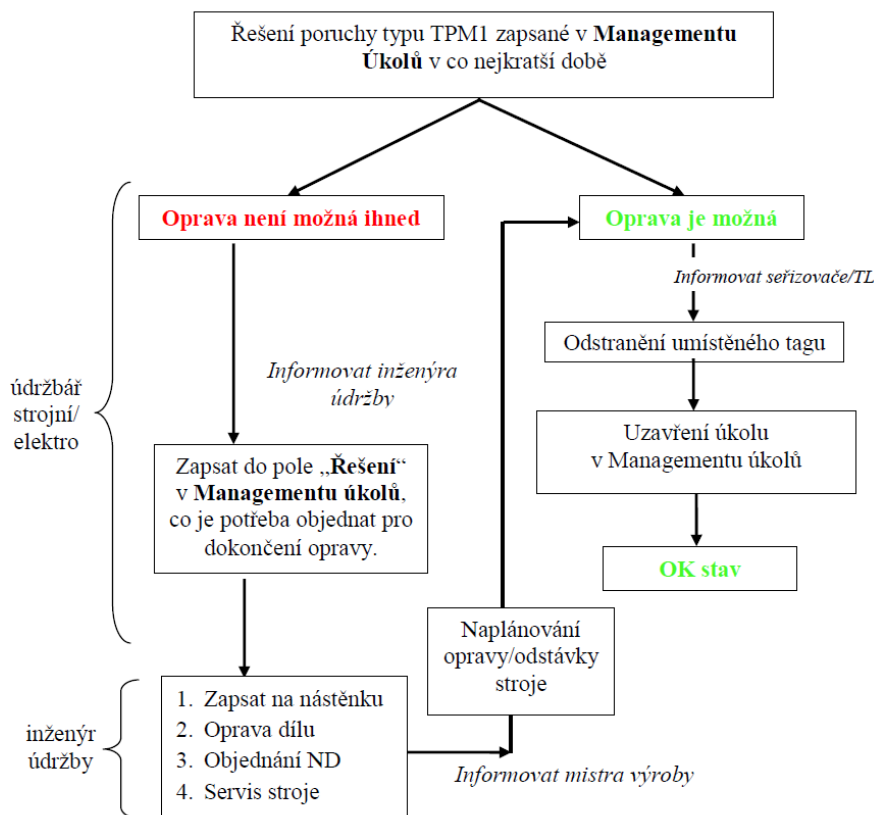 Řešení poruchy typu TPM1 zapsané v Managementu
Úkolů v co nejkratší době
Oprava není možná ihned
Oprava je možná
Informovat seřizovače/TL
Odstranění umístěného tagu
Informovat inženýra
údržby
údržbář
strojní/
elektro
Uzavření úkolu
v Managementu úkolů
Zapsat do pole „Řešení“
v Managementu úkolů,
co je potřeba objednat pro
dokončení opravy.
OK stav
Naplánování
opravy/odstávky
stroje
inženýr
údržby
1. Zapsat na nástěnku
2. Oprava dílu
3. Objednání ND
4. Servis stroje
Informovat mistra výroby